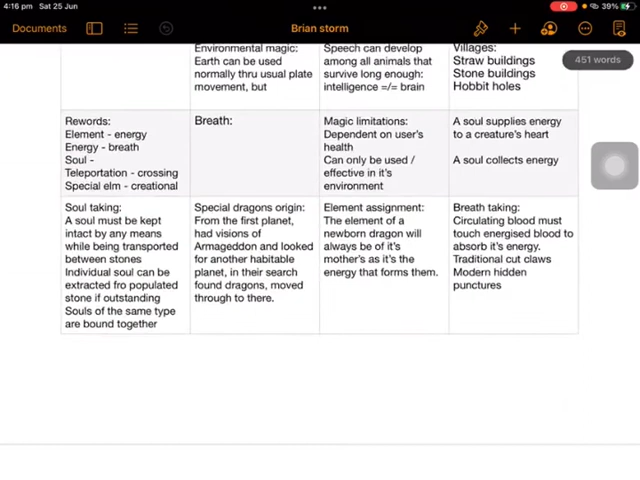 4:16 pm Sat 25 Jun
39%
Documents
Brian storm
451 words
Environmental magic:
Earth can be used
normally thru usual plate
movement, but
Speech can develop
among all animals that
survive long enough:
intelligence =/= brain
Villages:
Straw buildings
Stone buildings
Hobbit holes
Rewords:
Element - energy
Energy - breath
Soul -
Teleportation - crossing
Special elm - creational
Breath:
Magic limitations:
Dependent on user's
health
Can only be used /
effective in it's
environment
A soul supplies energy
to a creature's heart
A soul collects energy
Soul taking:
A soul must be kept
intact by any means
while being transported
between stones
Individual soul can be
extracted fro populated
stone if outstanding
Souls of the same type
are bound together
Special dragons origin:
From the first planet,
had visions of
Armageddon and looked
for another habitable
planet, in their search
found dragons, moved
through to there.
Element assignment:
The element of a
newborn dragon will
always be of it's
mother's as it's the
energy that forms them.
Breath taking:
Circulating blood must
touch energised blood to
absorb it's energy.
Traditional cut claws
Modern hidden
punctures